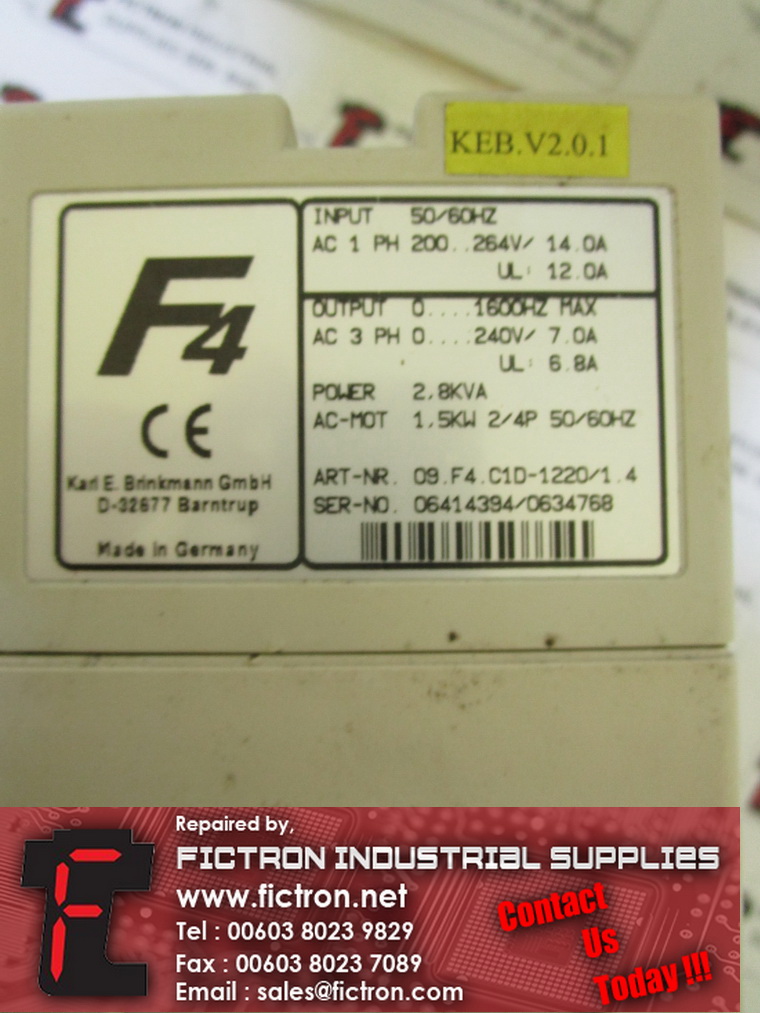 KEB.V2.0.1
F4
CE
Karl E. Brinkmann GmbH
D-32677 Barntrup
Made in Germany
INPUT 50/60HZ
AC 1 PH 200..264V/ 14.0A
UL: 12.0A
OUTPUT 0....1600HZ MAX
AC 3 PH 0....240V/ 7.0A
UL: 6.8A
POWER 2,8KVA
AC-MOT 1,5KW 2/4P 50/60HZ
ART-NR. 09.F4.C1D-1220/1.4
SER-NO. 06414394/0634768
Repaired by,
FICTRON INDUSTRIAL SUPPLIES
www.fictron.net
Tel : 00603 8023 9829
Fax : 00603 8023 7089
Email : sales@fictron.com
Contact
Us
Today !!!